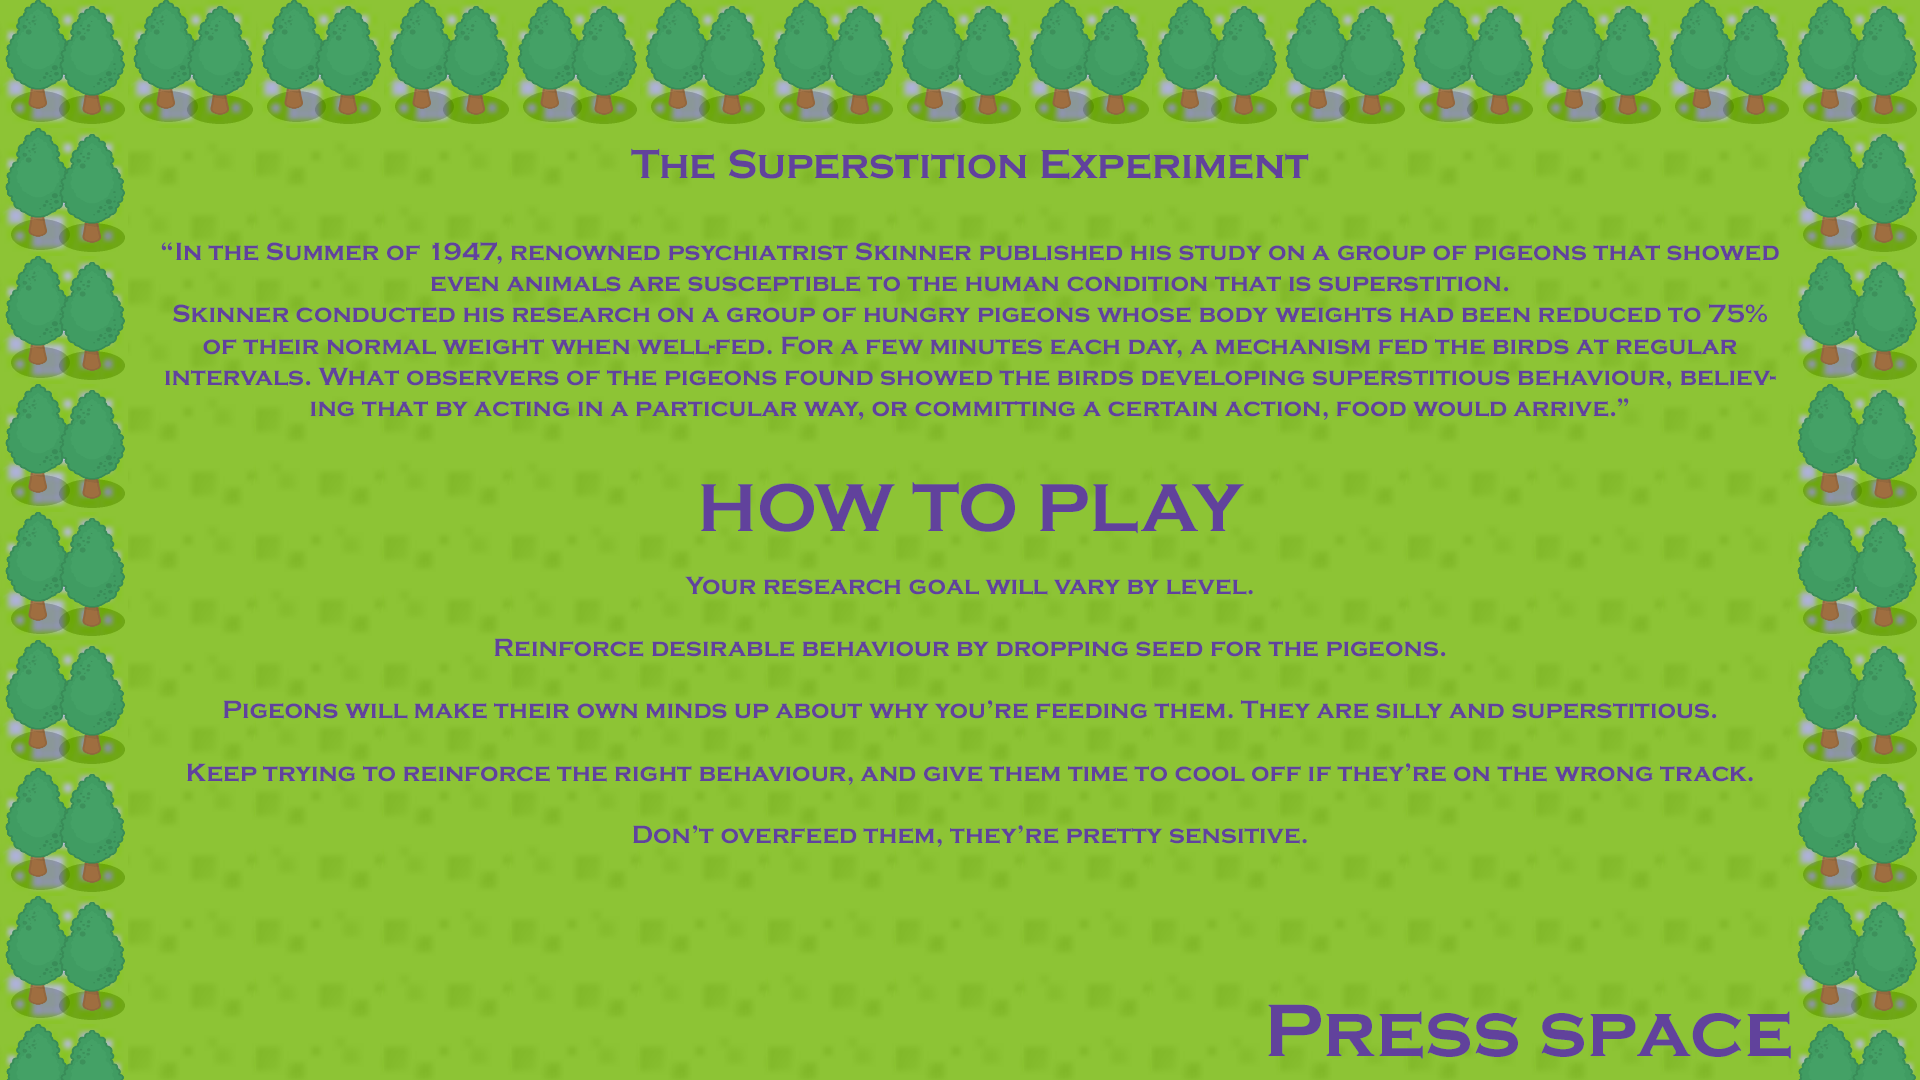 The Superstition Experiment
“In the Summer of 1947, renowned psychiatrist Skinner published his study on a group of pigeons that showed
even animals are susceptible to the human condition that is superstition.
Skinner conducted his research on a group of hungry pigeons whose body weights had been reduced to 75%
of their normal weight when well-fed. For a few minutes each day, a mechanism fed the birds at regular
intervals. What observers of the pigeons found showed the birds developing superstitious behaviour, believ-
ing that by acting in a particular way, or committing a certain action, food would arrive.”
HOW TO PLAY
Your research goal will vary by level.
Reinforce desirable behaviour by dropping seed for the pigeons.
Pigeons will make their own minds up about why you’re feeding them. They are silly and superstitious.
Keep trying to reinforce the right behaviour, and give them time to cool off if they’re on the wrong track.
Don’t overfeed them, they’re pretty sensitive.
Press space